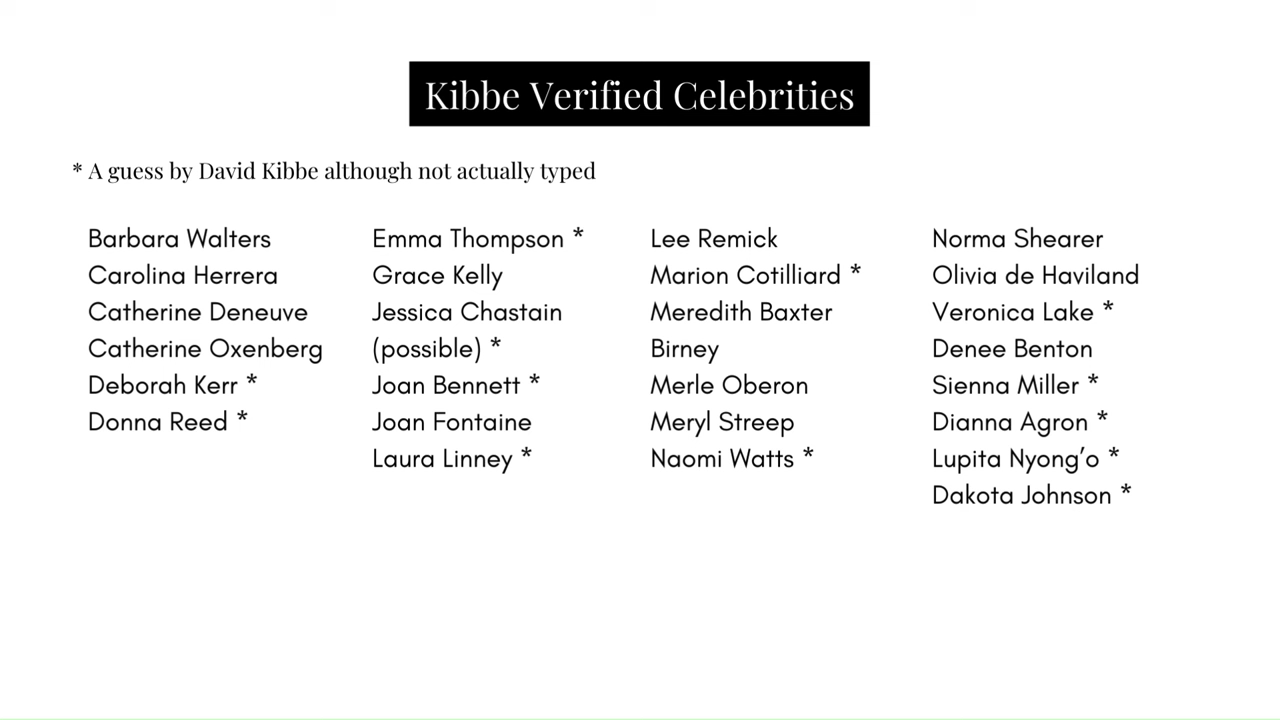 Kibbe Verified Celebrities
* A guess by David Kibbe although not actually typed
Barbara Walters
Carolina Herrera
Catherine Deneuve
Catherine Oxenberg
Deborah Kerr *
Donna Reed *
Emma Thompson *
Grace Kelly
Jessica Chastain
(possible) *
Joan Bennett *
Joan Fontaine
Laura Linney *
Lee Remick
Marion Cotilliard *
Meredith Baxter
Birney
Merle Oberon
Meryl Streep
Naomi Watts *
Norma Shearer
Olivia de Haviland
Veronica Lake *
Denee Benton
Sienna Miller *
Dianna Agron *
Lupita Nyong’o *
Dakota Johnson *